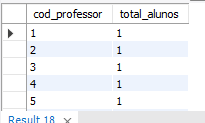 cod_professor total_alunos
1 1
2 1
3 1
4 1
5 1
Result 18 x